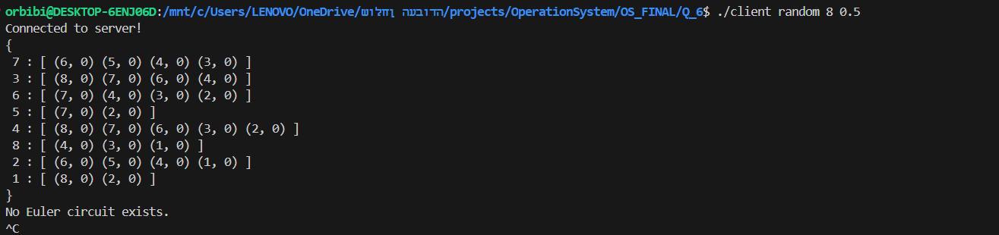 orbibi@DESKTOP-6ENJ06D:/mnt/c/Users/LENOVO/OneDrive/שולחן העבודה/projects/OperationSystem/OS_FINAL/Q_6$ ./client random 8 0.5
Connected to server!
{
7 : [ (6, 0) (5, 0) (4, 0) (3, 0) ]
3 : [ (8, 0) (7, 0) (6, 0) (4, 0) ]
6 : [ (7, 0) (4, 0) (3, 0) (2, 0) ]
5 : [ (7, 0) (2, 0) ]
4 : [ (8, 0) (7, 0) (6, 0) (3, 0) (2, 0) ]
8 : [ (4, 0) (3, 0) (1, 0) ]
2 : [ (6, 0) (5, 0) (4, 0) (1, 0) ]
1 : [ (8, 0) (2, 0) ]
}
No Euler circuit exists.
^C